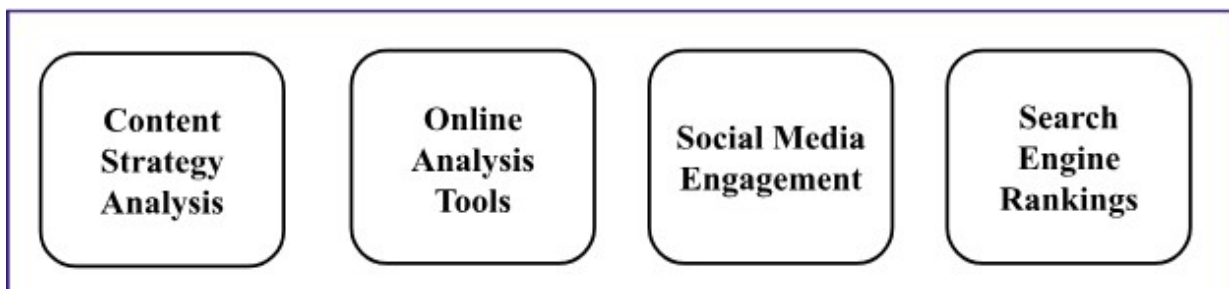 Content
Strategy
Analysis
Online
Analysis
Tools
Social Media
Engagement
Search
Engine
Rankings